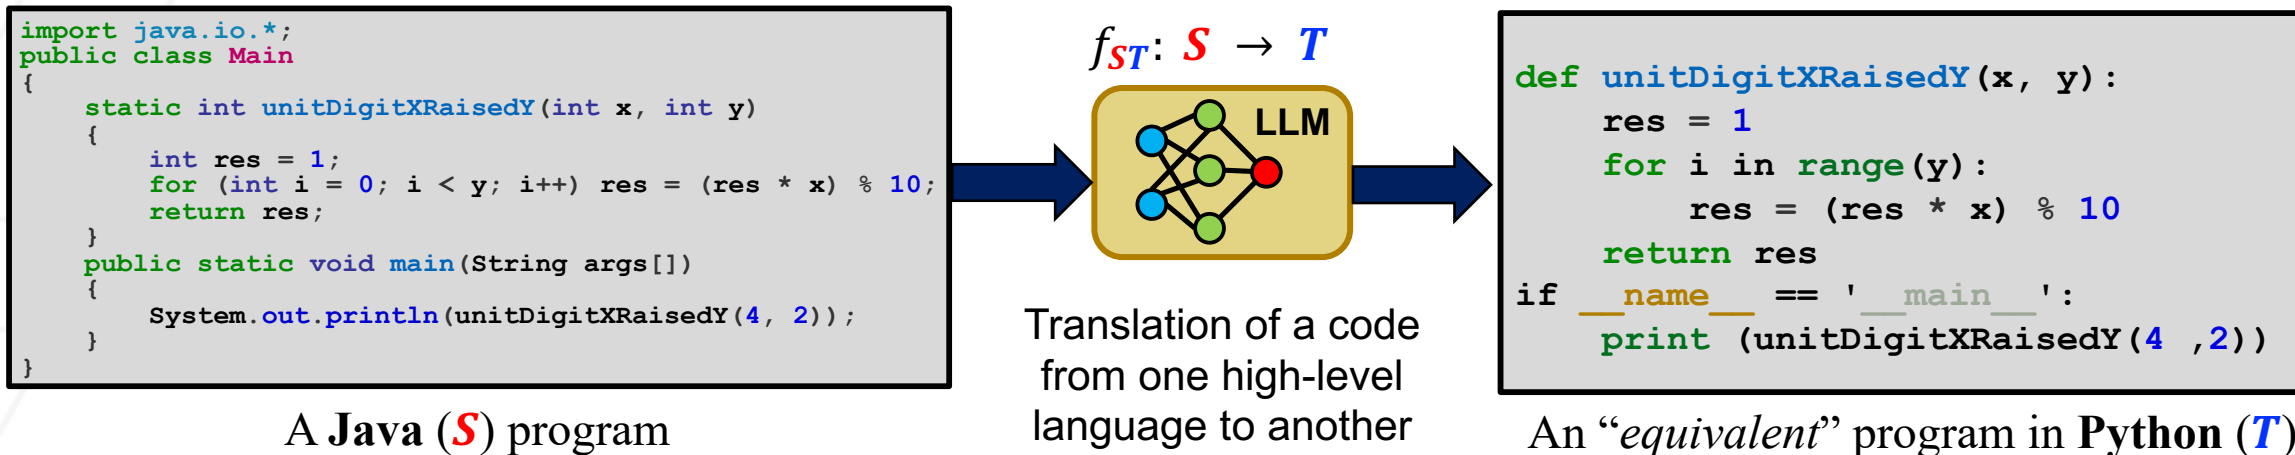 import java.io.*;
public class Main
{
    static int unitDigitXRaisedY(int x, int y)
    {
        int res = 1;
        for (int i = 0; i < y; i++) res = (res * x) % 10;
        return res;
    }
    public static void main(String args[])
    {
        System.out.println(unitDigitXRaisedY(4, 2));
    }
}
A Java (S) program
f_ST: S → T
LLM
Translation of a code
from one high-level
language to another
def unitDigitXRaisedY(x, y):
    res = 1
    for i in range(y):
        res = (res * x) % 10
    return res
if __name__ == '__main__':
    print (unitDigitXRaisedY(4 ,2))
An “equivalent” program in Python (T)